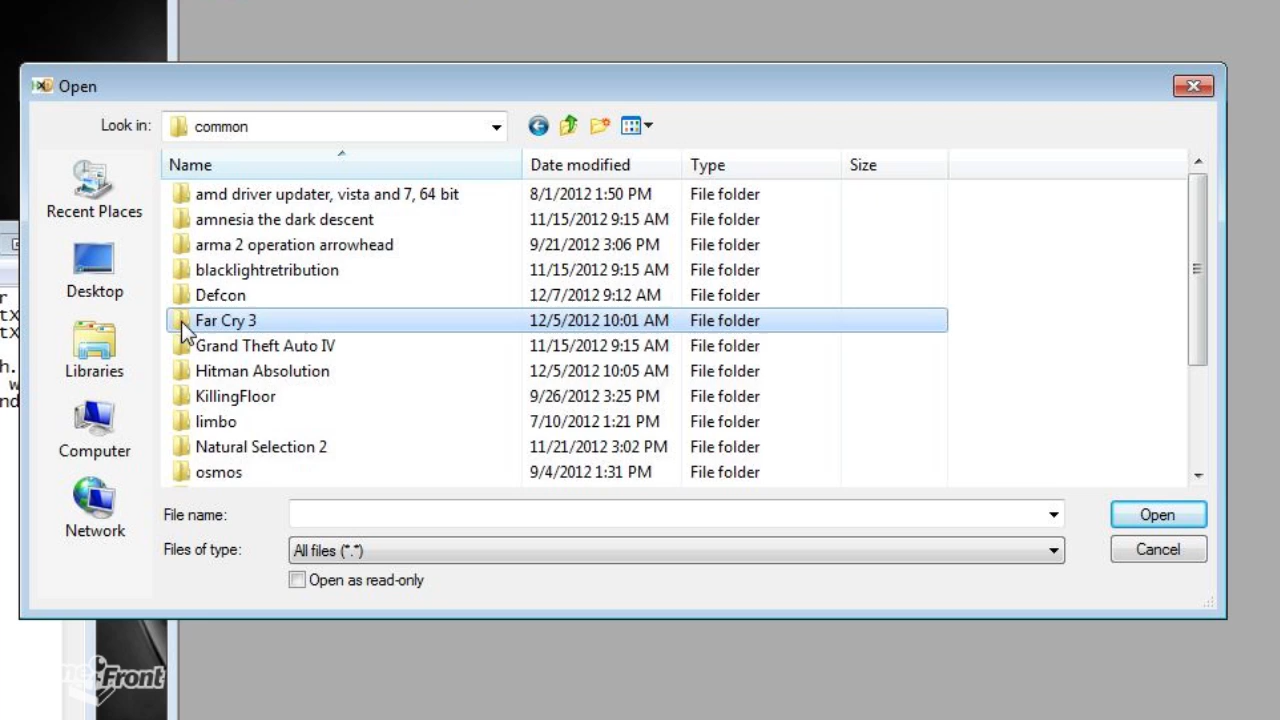 Open
Look in:
common
Name
Date modified
Type
Size
amd driver updater, vista and 7, 64 bit
8/1/2012 1:50 PM
File folder
amnesia the dark descent
11/15/2012 9:15 AM
File folder
arma 2 operation arrowhead
9/21/2012 3:06 PM
File folder
blacklightretribution
11/15/2012 9:15 AM
File folder
Defcon
12/7/2012 9:12 AM
File folder
Far Cry 3
12/5/2012 10:01 AM
File folder
Grand Theft Auto IV
11/15/2012 9:15 AM
File folder
Hitman Absolution
12/5/2012 10:05 AM
File folder
KillingFloor
9/26/2012 3:25 PM
File folder
limbo
7/10/2012 1:21 PM
File folder
Natural Selection 2
11/21/2012 3:02 PM
File folder
osmos
9/4/2012 1:31 PM
File folder
Recent Places
Desktop
Libraries
Computer
Network
File name:
Open
Files of type:
All files (*.*)
Cancel
Open as read-only
Front